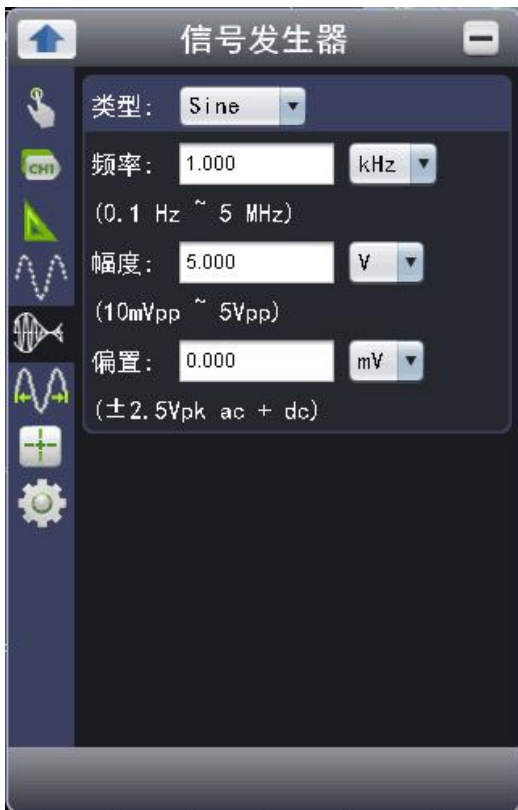 信号发生器
类型: Sine
CH1
频率: 1.000 kHz
(0.1 Hz ~ 5 MHz)
幅度: 5.000 V
(10mVpp ~ 5Vpp)
偏置: 0.000 mV
(±2.5Vpk ac + dc)